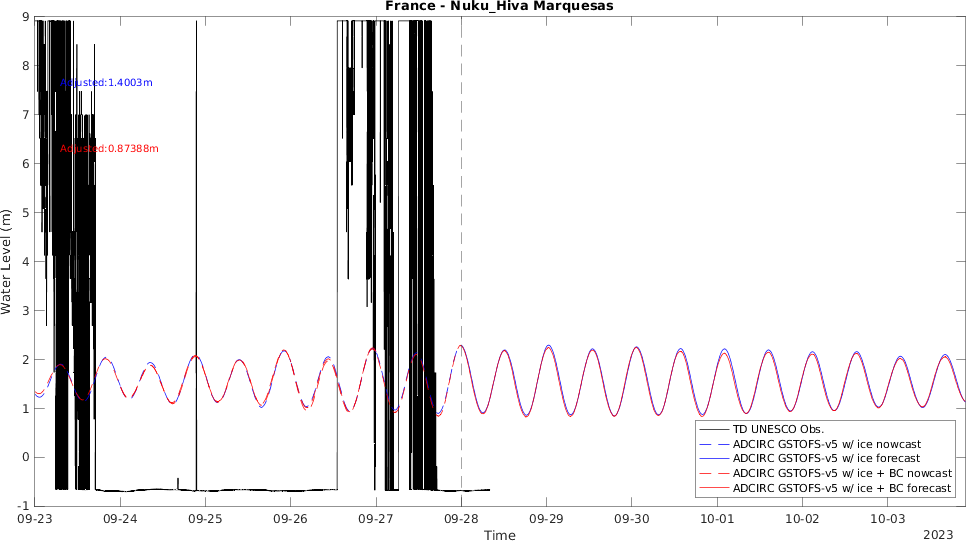 France - Nuku_Hiva Marquesas
Water Level (m)
9
8
7
6
5
4
3
2
1
0
-1
Adjusted:1.4003m
Adjusted:0.87388m
TD UNESCO Obs.
ADCIRC GSTOFS-v5 w/ ice nowcast
ADCIRC GSTOFS-v5 w/ ice forecast
ADCIRC GSTOFS-v5 w/ ice + BC nowcast
ADCIRC GSTOFS-v5 w/ ice + BC forecast
09-23 09-24 09-25 09-26 09-27 09-28 09-29 09-30 10-01 10-02 10-03
Time
2023